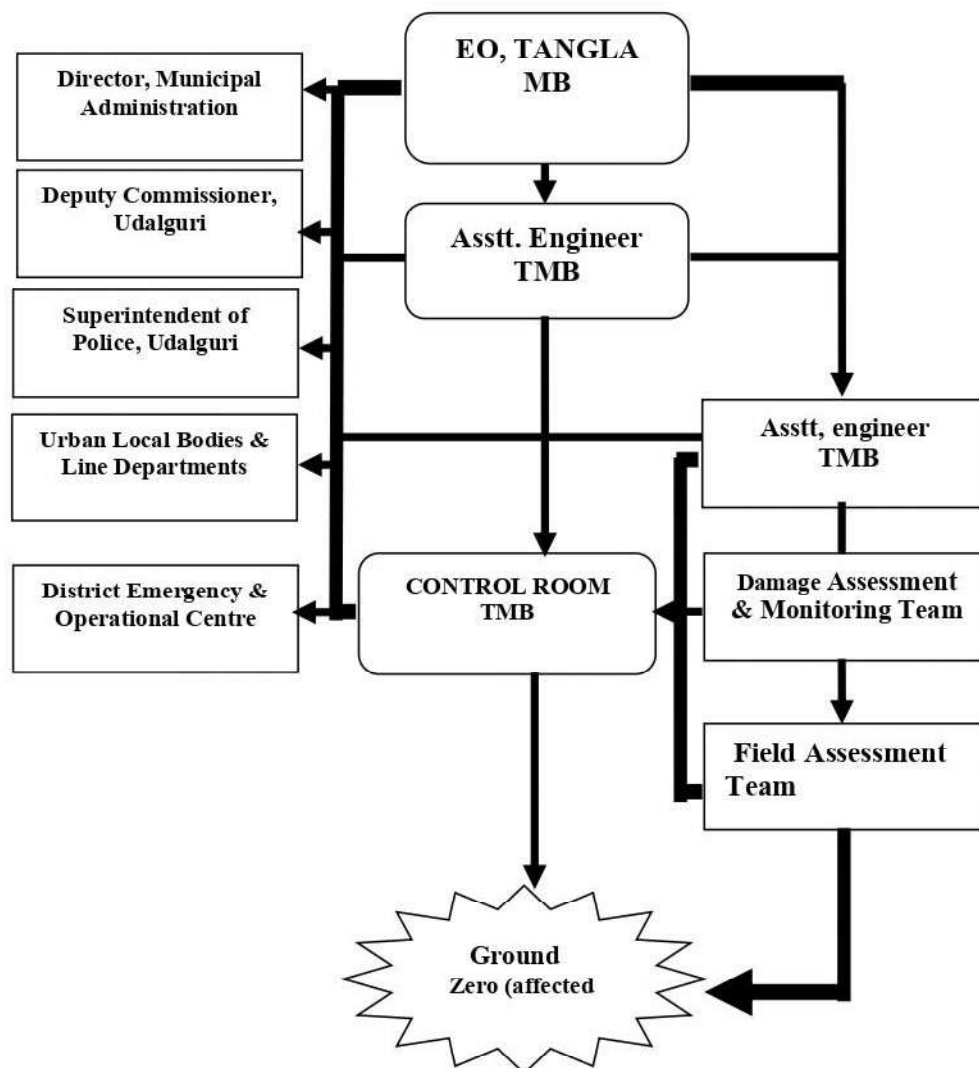 EO, TANGLA
MB
Director, Municipal
Administration
Deputy Commissioner,
Udalguri
Asstt. Engineer
TMB
Superintendent of
Police, Udalguri
Asstt, engineer
TMB
Urban Local Bodies &
Line Departments
District Emergency &
Operational Centre
CONTROL ROOM
TMB
Damage Assessment
& Monitoring Team
Field Assessment
Team
Ground
Zero (affected